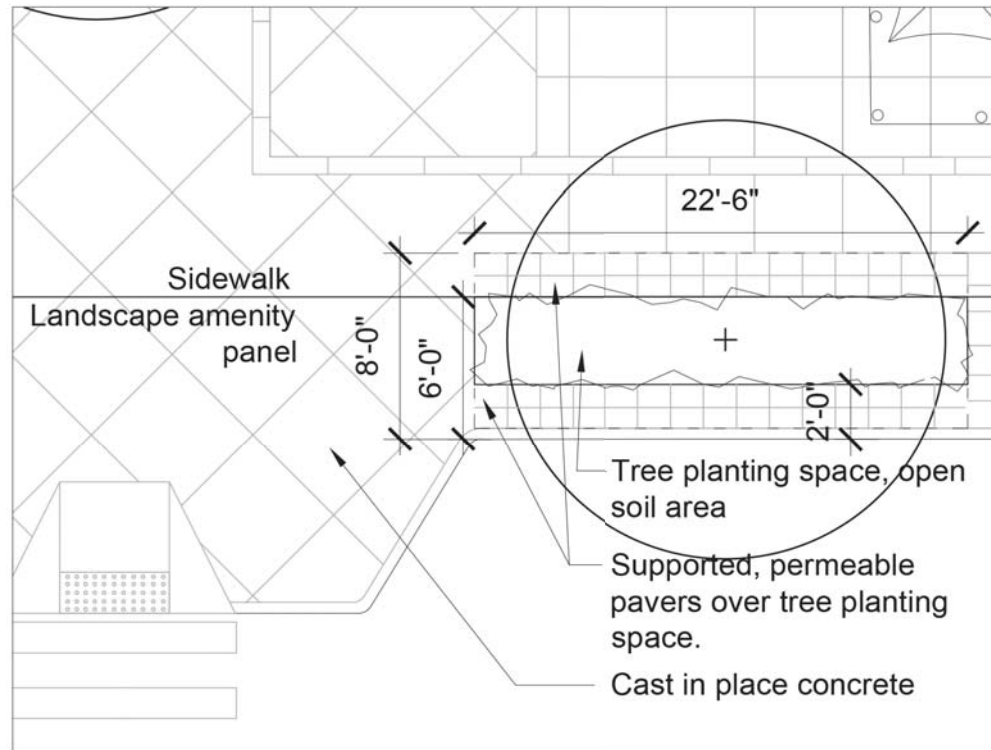 22'-6"
Sidewalk
Landscape amenity
panel
8'-0"
6'-0"
2'-0"
Tree planting space, open
soil area
Supported, permeable
pavers over tree planting
space.
Cast in place concrete